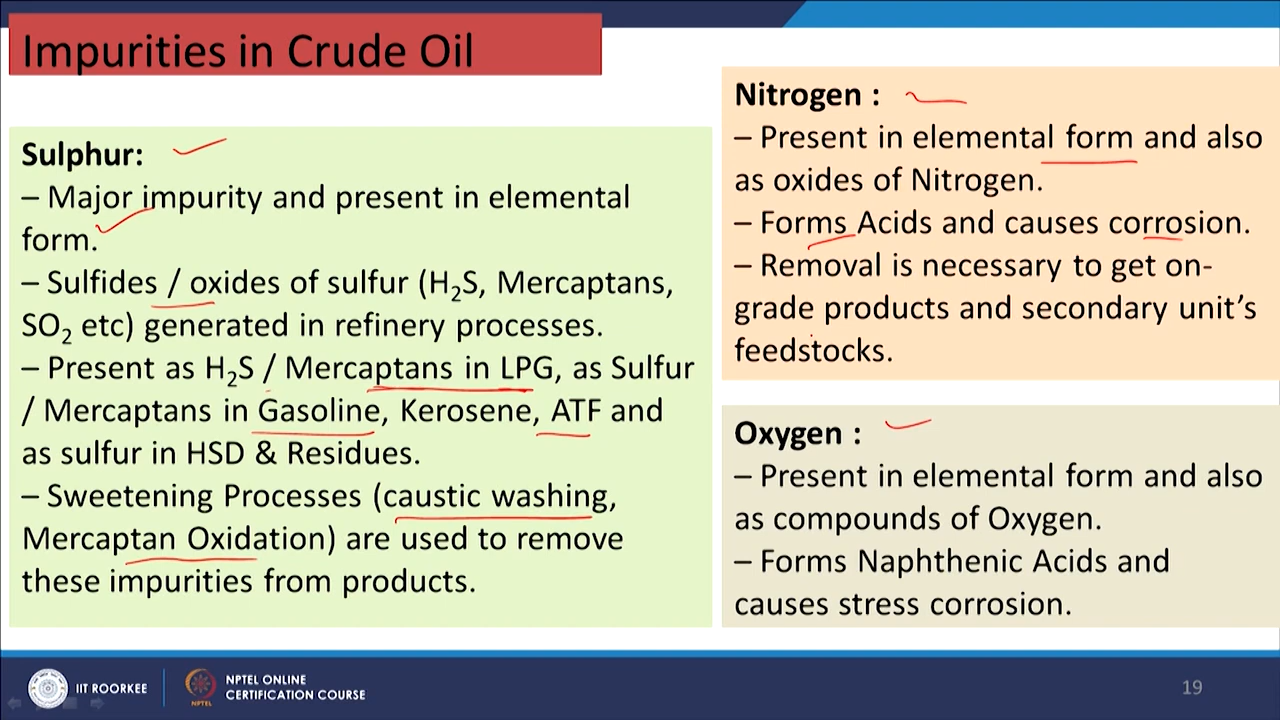 Impurities in Crude Oil
Sulphur:
– Major impurity and present in elemental
form.
– Sulfides / oxides of sulfur (H₂S, Mercaptans,
SO₂ etc) generated in refinery processes.
– Present as H₂S / Mercaptans in LPG, as Sulfur
/ Mercaptans in Gasoline, Kerosene, ATF and
as sulfur in HSD & Residues.
– Sweetening Processes (caustic washing,
Mercaptan Oxidation) are used to remove
these impurities from products.
Nitrogen :
– Present in elemental form and also
as oxides of Nitrogen.
– Forms Acids and causes corrosion.
– Removal is necessary to get on-
grade products and secondary unit's
feedstocks.
Oxygen :
– Present in elemental form and also
as compounds of Oxygen.
– Forms Naphthenic Acids and
causes stress corrosion.
IIT ROORKEE
NPTEL
NPTEL ONLINE
CERTIFICATION COURSE
19